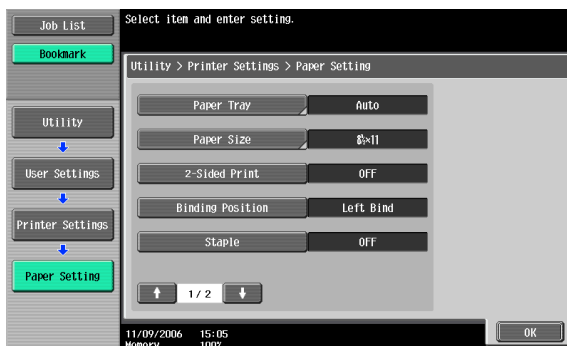 Job List
Select item and enter setting.
Bookmark
Utility > Printer Settings > Paper Setting
Paper Tray Auto
Utility
Paper Size 8½×11
User Settings
2-Sided Print OFF
Binding Position Left Bind
Printer Settings
Staple OFF
Paper Setting
1/2
11/09/2006 15:05
OK
Memory 100%